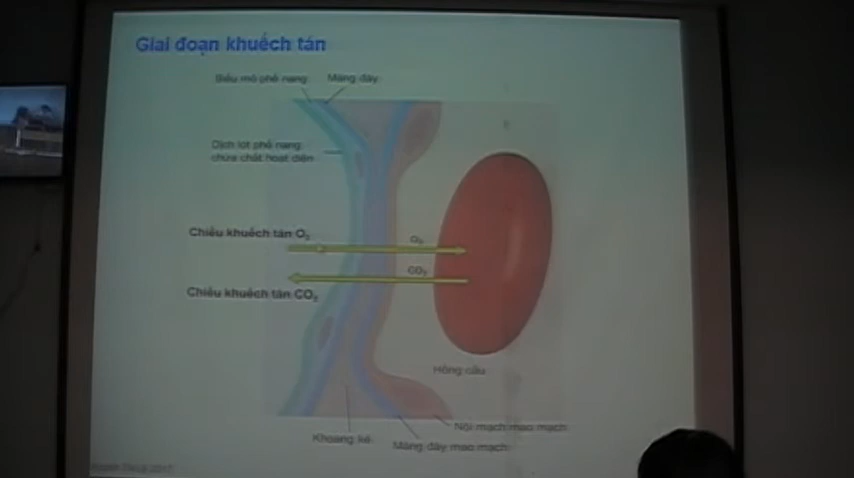 Giai đoạn khuếch tán
Biểu mô phế nang
Màng đáy
Dịch lót phế nang
chứa chất hoạt diện
Chiều khuếch tán O₂
O₂
CO₂
Chiều khuếch tán CO₂
Hồng cầu
Nội mạch mao mạch
Khoang kẽ
Màng đáy mao mạch